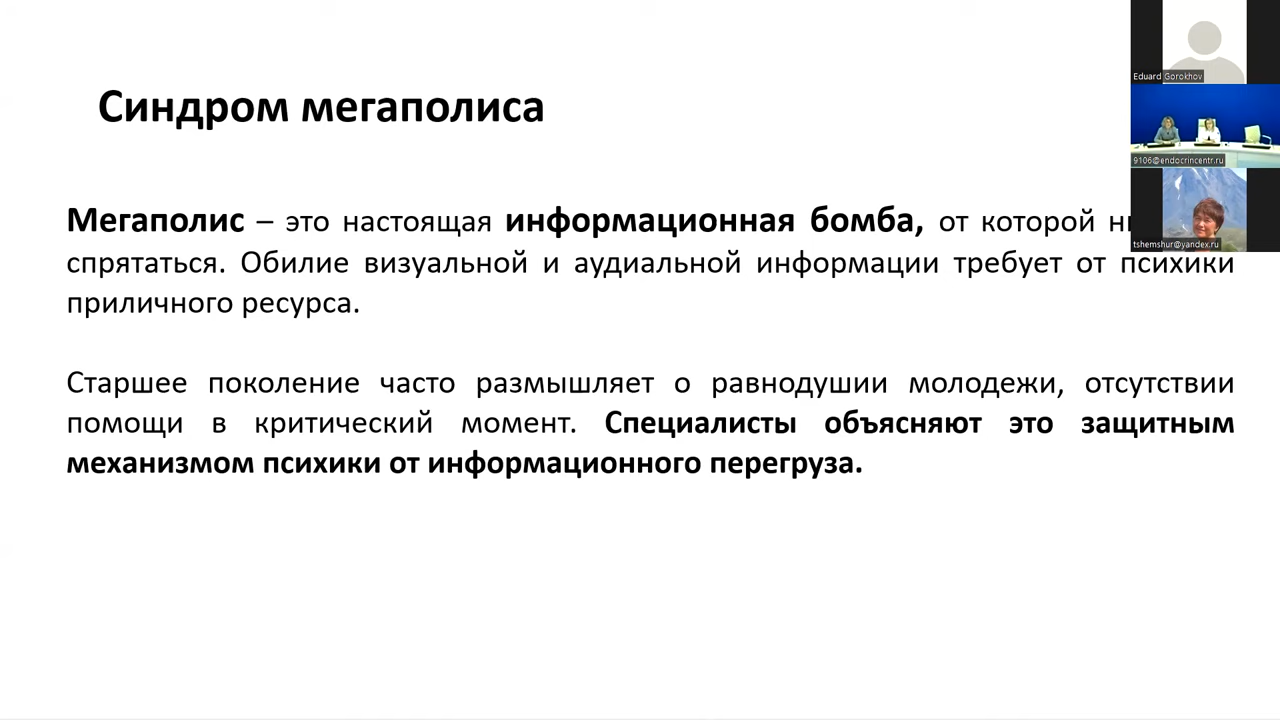 Синдром мегаполиса
Мегаполис – это настоящая информационная бомба, от которой
спрятаться. Обилие визуальной и аудиальной информации требует от психики
приличного ресурса.
Старшее поколение часто размышляет о равнодушии молодежи, отсутствии
помощи в критический момент. Специалисты объясняют это защитным
механизмом психики от информационного перегруза.
Eduard Gorokhov
9106@endocrincentr.ru
tshemshur@yandex.ru